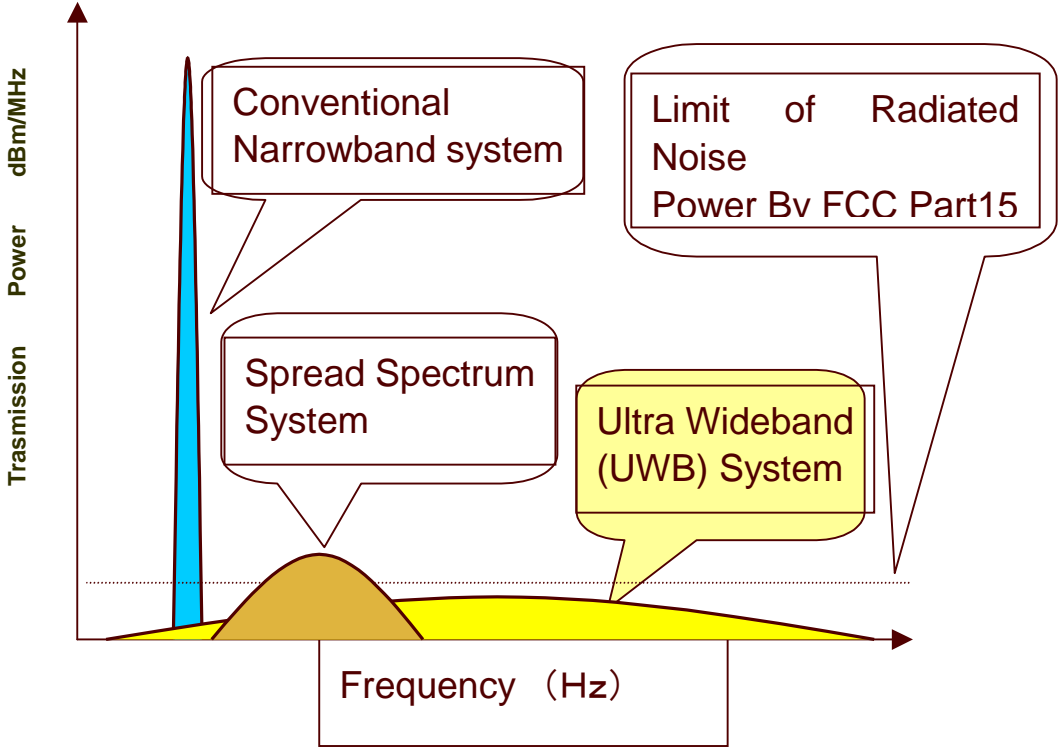 Trasmission Power dBm/MHz
Conventional
Narrowband system
Limit of Radiated
Noise
Power By FCC Part15
Spread Spectrum
System
Ultra Wideband
(UWB) System
Frequency （Hz）